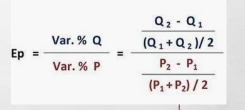 Ep = Var. % Q / Var. % P = ((Q₂ - Q₁) / ((Q₁ + Q₂) / 2)) / ((P₂ - P₁) / ((P₁ + P₂) / 2))